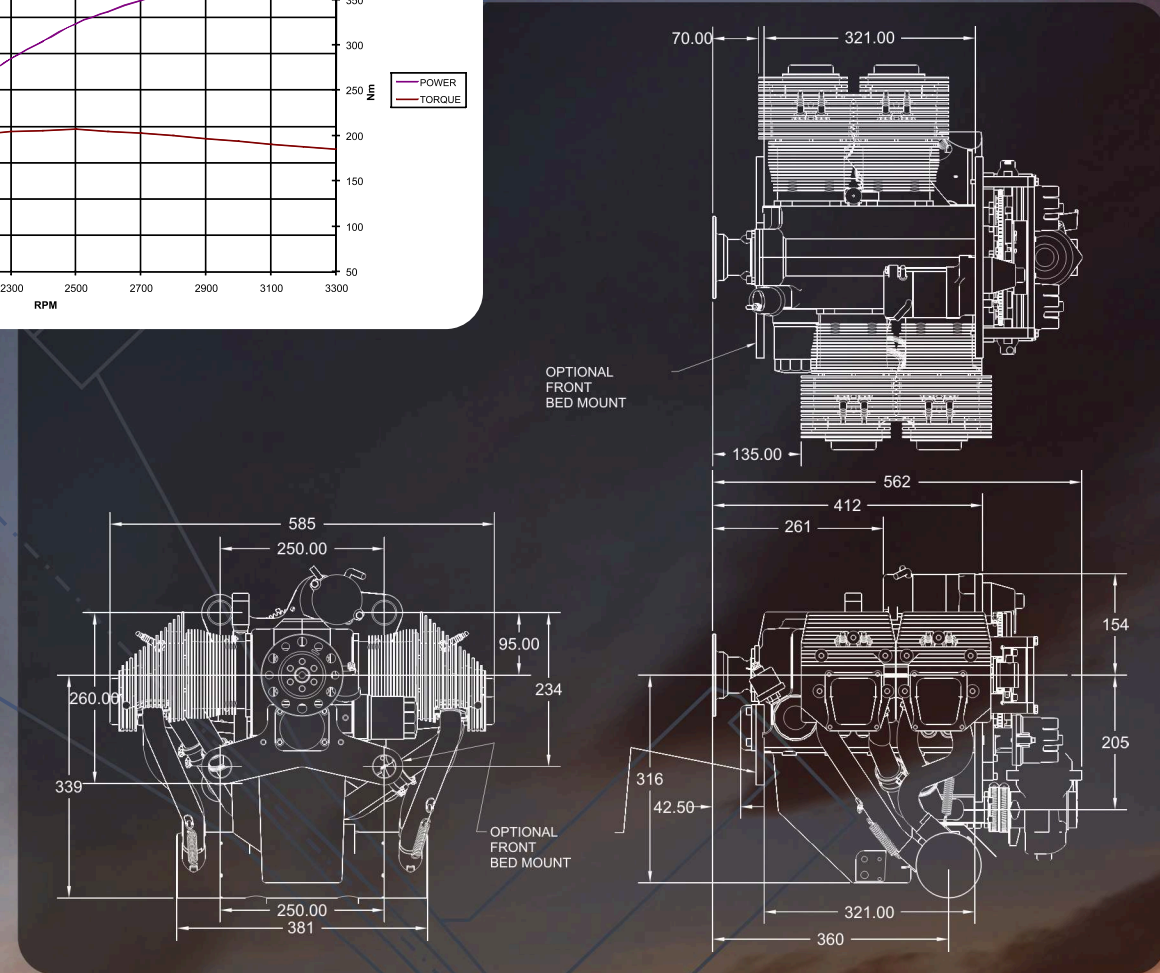 350
300
250
200
150
100
50
Nm
POWER
TORQUE
2300 2500 2700 2900 3100 3300
RPM
70.00 321.00
OPTIONAL
FRONT
BED MOUNT
135.00
562
412
261
585
250.00
95.00
234
260.00
339
OPTIONAL
FRONT
BED MOUNT
250.00
381
154
205
316
42.50
321.00
360